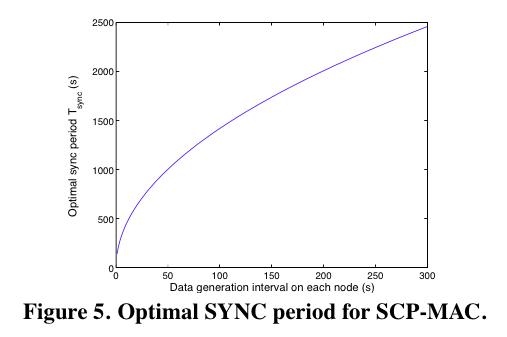 2500
2000
1500
1000
500
0
Optimal sync period Tsync (s)
0 50 100 150 200 250 300
Data generation interval on each node (s)
Figure 5. Optimal SYNC period for SCP-MAC.